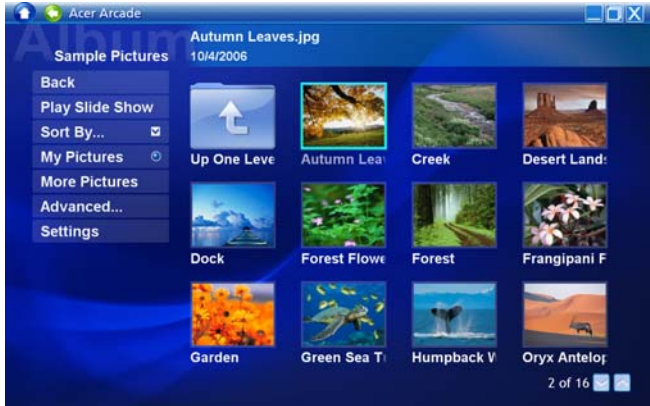 Acer Arcade
Album
Autumn Leaves.jpg
Sample Pictures
10/4/2006
Back
Play Slide Show
Sort By...
My Pictures
More Pictures
Advanced...
Settings
Up One Leve
Autumn Lea
Creek
Desert Lands
Dock
Forest Flowe
Forest
Frangipani F
Garden
Green Sea T
Humpback W
Oryx Antelop
2 of 16